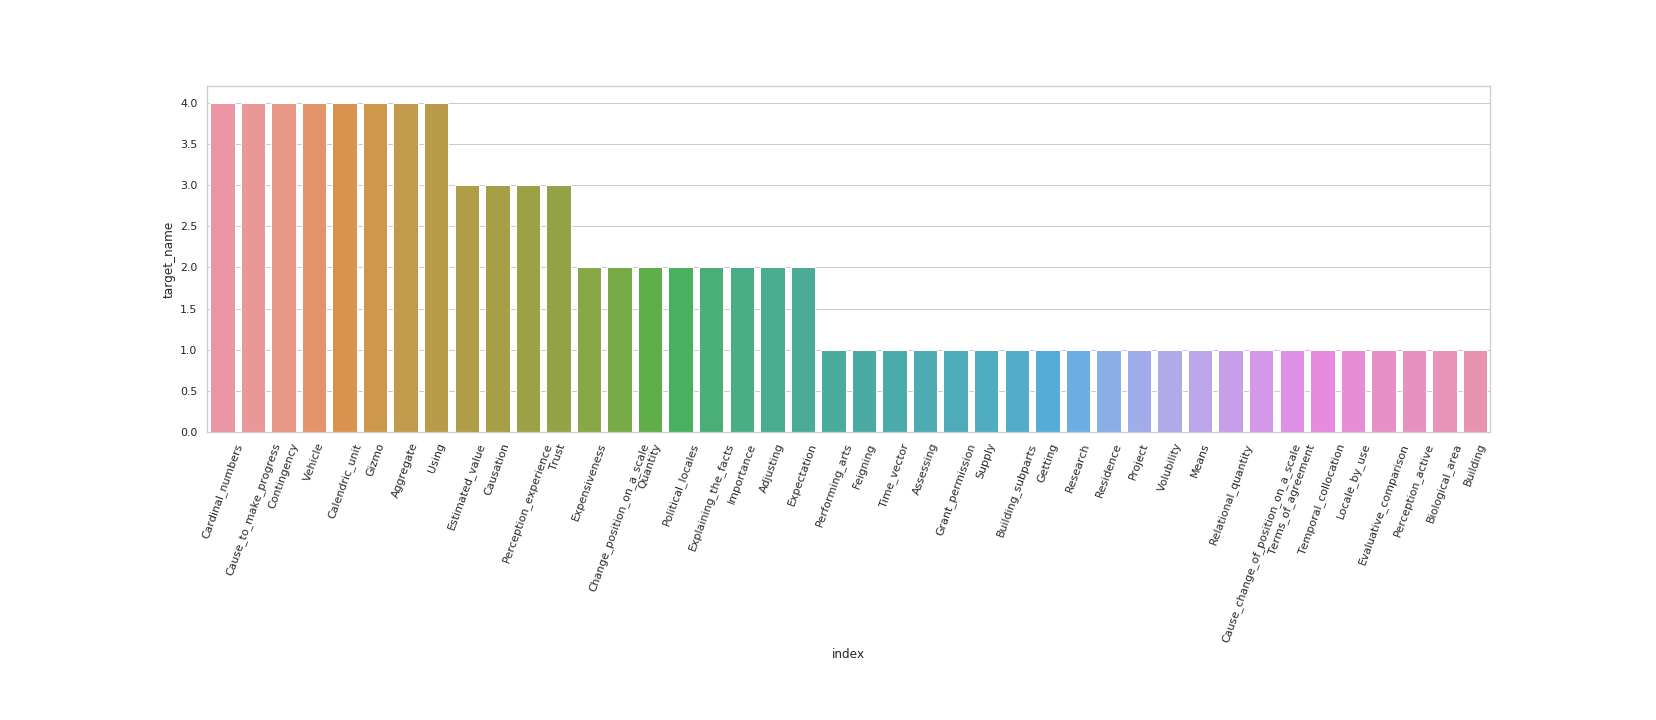 4.0
3.5
3.0
2.5
2.0
1.5
1.0
0.5
0.0
target_name
Cardinal_numbers
Cause_to_make_progress
Contingency
Vehicle
Calendric_unit
Gizmo
Aggregate
Using
Estimated_value
Causation
Perception_experience
Trust
Expensiveness
Change_position_on_a_scale
Quantity
Political_locales
Explaining_the_facts
Importance
Adjusting
Expectation
Performing_arts
Feigning
Time_vector
Assessing
Grant_permission
Supply
Building_subparts
Getting
Research
Residence
Project
Volubility
Means
Relational_quantity
Cause_change_of_position_on_a_scale
Terms_of_agreement
Temporal_collocation
Locale_by_use
Evaluative_comparison
Perception_active
Biological_area
Building
index